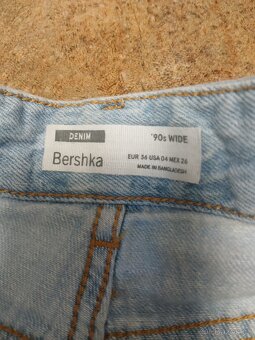 DENIM
'90s WIDE
Bershka
EUR 34 USA 04 MEX 26
MADE IN BANGLADESH